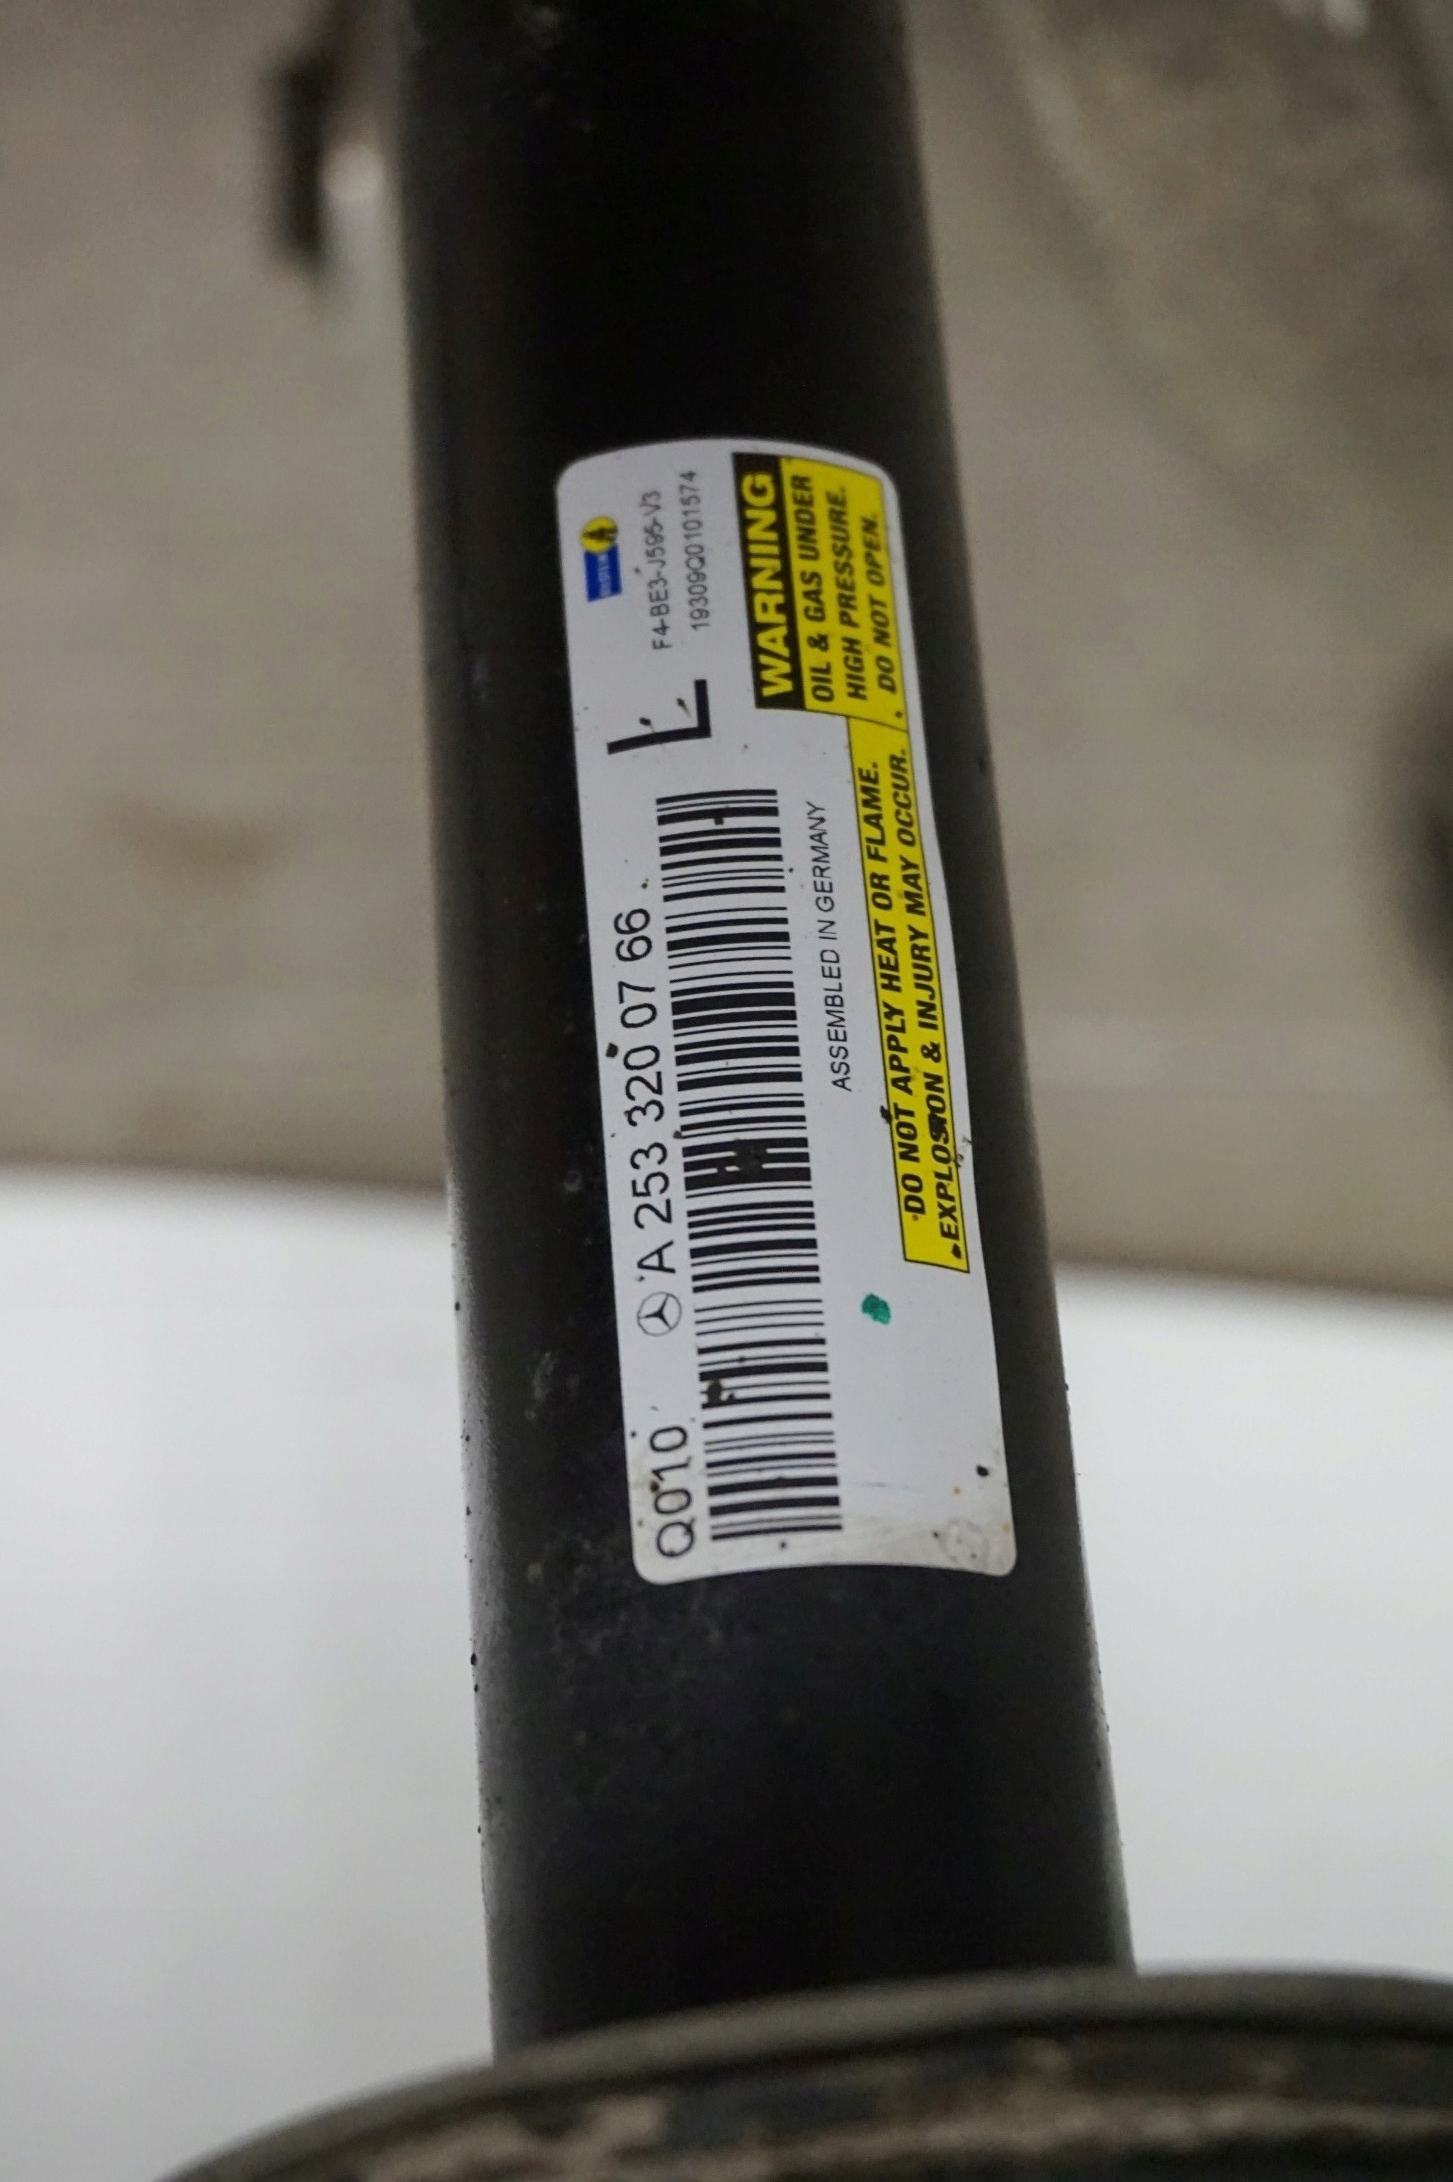 Q010 A 253 320 07 66 L
F4-BE3-J595-V3
19309Q0101574
ASSEMBLED IN GERMANY
WARNING
OIL & GAS UNDER
HIGH PRESSURE.
DO NOT OPEN.
DO NOT APPLY HEAT OR FLAME.
EXPLOSION & INJURY MAY OCCUR.